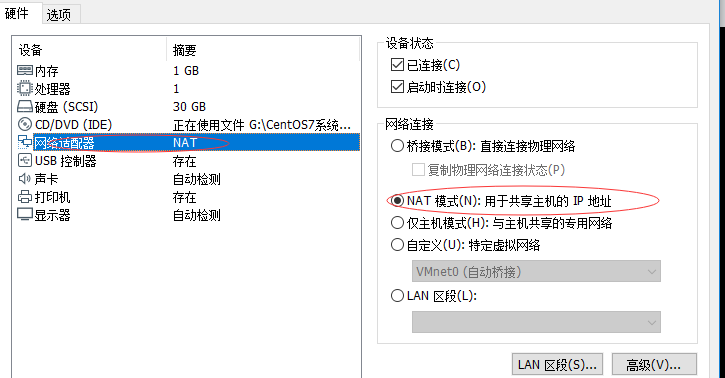 硬件 选项
设备 摘要
内存 1 GB
处理器 1
硬盘 (SCSI) 30 GB
CD/DVD (IDE) 正在使用文件 G:\CentOS7系统...
网络适配器 NAT
USB 控制器 存在
声卡 自动检测
打印机 存在
显示器 自动检测
设备状态
已连接(C)
启动时连接(O)
网络连接
桥接模式(B): 直接连接物理网络
复制物理网络连接状态(P)
NAT 模式(N): 用于共享主机的 IP 地址
仅主机模式(H): 与主机共享的专用网络
自定义(U): 特定虚拟网络
VMnet0 (自动桥接)
LAN 区段(L):
LAN 区段(S)... 高级(V)...